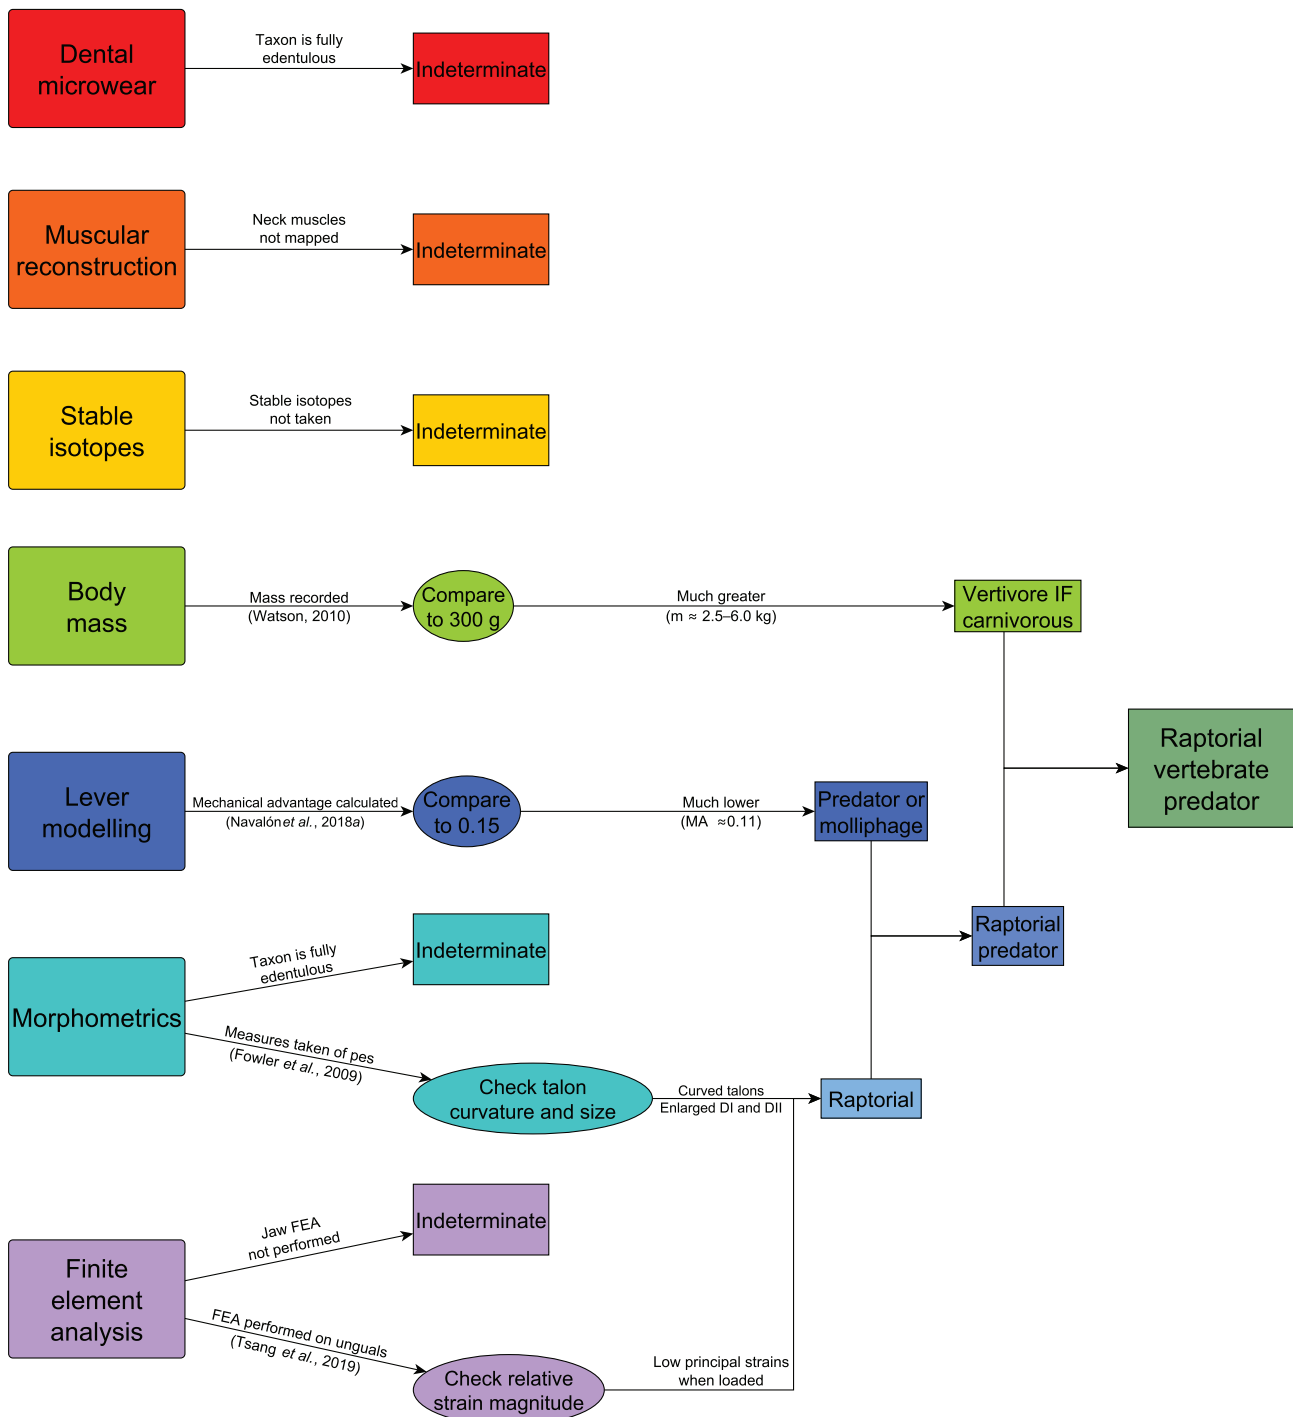 Dental
microwear
Taxon is fully
edentulous
Indeterminate
Muscular
reconstruction
Neck muscles
not mapped
Indeterminate
Stable
isotopes
Stable isotopes
not taken
Indeterminate
Body
mass
Mass recorded
(Watson, 2010)
Compare
to 300 g
Much greater
(m ≈ 2.5–6.0 kg)
Vertivore IF
carnivorous
Raptorial
vertebrate
predator
Lever
modelling
Mechanical advantage calculated
(Navalón et al., 2018a)
Compare
to 0.15
Much lower
(MA ≈0.11)
Predator or
molliphage
Raptorial
predator
Morphometrics
Taxon is fully
edentulous
Indeterminate
Measures taken of pes
(Fowler et al., 2009)
Check talon
curvature and size
Curved talons
Enlarged DI and DII
Raptorial
Finite
element
analysis
Jaw FEA
not performed
Indeterminate
FEA performed on unguals
(Tsang et al., 2019)
Check relative
strain magnitude
Low principal strains
when loaded